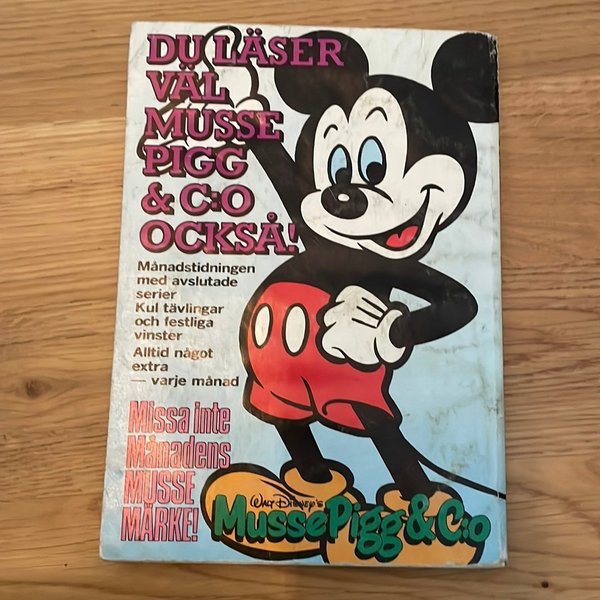 DU LÄSER
VÄL
MUSSE
PIGG
& C:O
OCKSÅ!
Månadstidningen
med avslutade
serier
Kul tävlingar
och festliga
vinster
Alltid något
extra
— varje månad
Missa inte
Månadens
MUSSE
MÄRKE!
WALT DISNEY'S
MussePigg&C:o